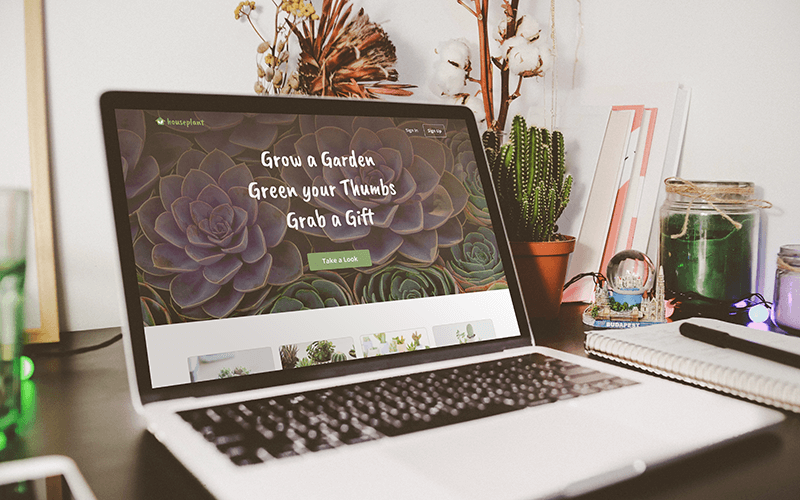 houseplant
Sign in Sign Up
Grow a Garden
Green your Thumbs
Grab a Gift
Take a Look
BUDAPEST